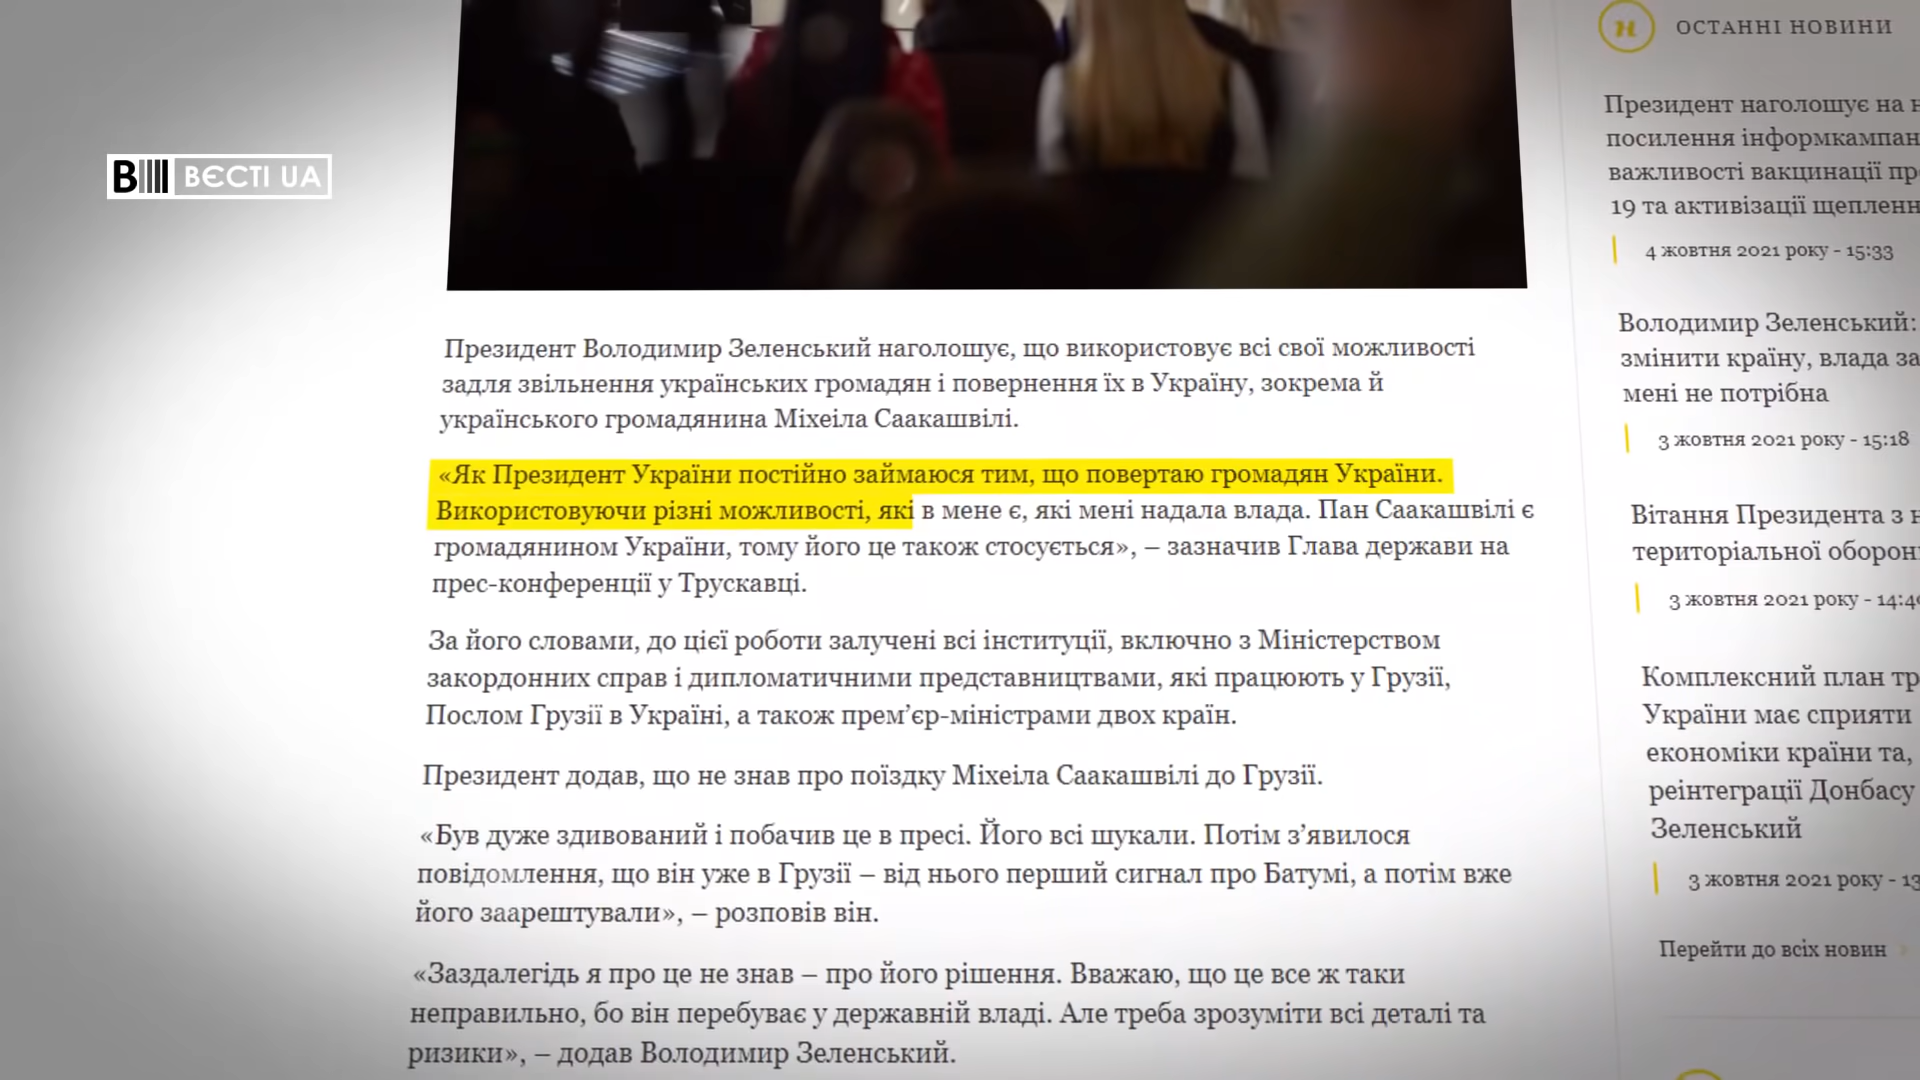 В ВЄСТІ UA
Президент Володимир Зеленський наголошує, що використовує всі свої можливості
задля звільнення українських громадян і повернення їх в Україну, зокрема й
українського громадянина Міхеіла Саакашвілі.
«Як Президент України постійно займаюся тим, що повертаю громадян України.
Використовуючи різні можливості, які в мене є, які мені надала влада. Пан Саакашвілі є
громадянином України, тому його це також стосується», – зазначив Глава держави на
прес-конференції у Трускавці.
За його словами, до цієї роботи залучені всі інституції, включно з Міністерством
закордонних справ і дипломатичними представництвами, які працюють у Грузії,
Послом Грузії в Україні, а також прем’єр-міністрами двох країн.
Президент додав, що не знав про поїздку Міхеіла Саакашвілі до Грузії.
«Був дуже здивований і побачив це в пресі. Його всі шукали. Потім з’явилося
повідомлення, що він уже в Грузії – від нього перший сигнал про Батумі, а потім вже
його заарештували», – розповів він.
«Заздалегідь я про це не знав – про його рішення. Вважаю, що це все ж таки
неправильно, бо він перебуває у державній владі. Але треба зрозуміти всі деталі та
ризики», – додав Володимир Зеленський.
н ОСТАННІ НОВИНИ
Президент наголошує на
посилення інформкампан
важливості вакцинації пр
19 та активізації щепленн
4 жовтня 2021 року - 15:33
Володимир Зеленський:
змінити країну, влада за
мені не потрібна
3 жовтня 2021 року - 15:18
Вітання Президента з
територіальної оборон
3 жовтня 2021 року - 14:4
Комплексний план тр
України має сприяти
економіки країни та,
реінтеграції Донбасу
Зеленський
3 жовтня 2021 року - 13
Перейти до всіх новин